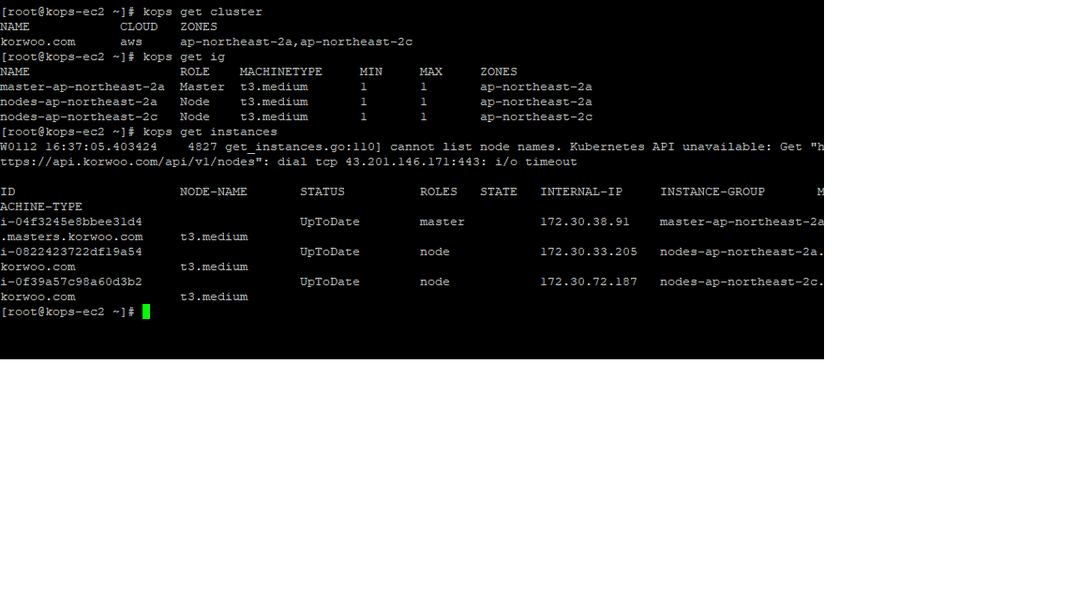 [root@kops-ec2 ~]# kops get cluster
NAME CLOUD ZONES
korwoo.com aws ap-northeast-2a,ap-northeast-2c
[root@kops-ec2 ~]# kops get ig
NAME ROLE MACHINETYPE MIN MAX ZONES
master-ap-northeast-2a Master t3.medium 1 1 ap-northeast-2a
nodes-ap-northeast-2a Node t3.medium 1 1 ap-northeast-2a
nodes-ap-northeast-2c Node t3.medium 1 1 ap-northeast-2c
[root@kops-ec2 ~]# kops get instances
W0112 16:37:05.403424 4827 get_instances.go:110] cannot list node names. Kubernetes API unavailable: Get "h
ttps://api.korwoo.com/api/v1/nodes": dial tcp 43.201.146.171:443: i/o timeout
ID NODE-NAME STATUS ROLES STATE INTERNAL-IP INSTANCE-GROUP M
ACHINE-TYPE
i-04f3245e8bbee31d4 UpToDate master 172.30.38.91 master-ap-northeast-2a
.masters.korwoo.com t3.medium
i-0822423722df19a54 UpToDate node 172.30.33.205 nodes-ap-northeast-2a.
korwoo.com t3.medium
i-0f39a57c98a60d3b2 UpToDate node 172.30.72.187 nodes-ap-northeast-2c.
korwoo.com t3.medium
[root@kops-ec2 ~]#